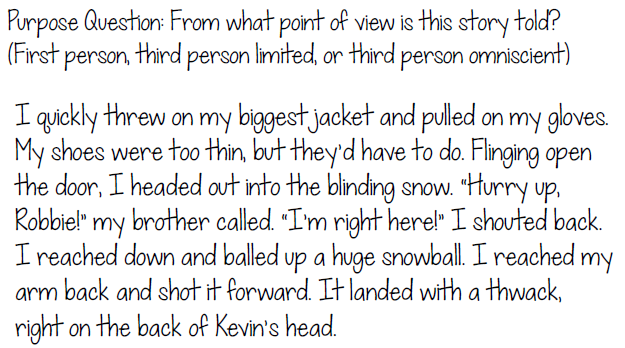 Purpose Question: From what point of view is this story told?
(First person, third person limited, or third person omniscient)
I quickly threw on my biggest jacket and pulled on my gloves.
My shoes were too thin, but they'd have to do. Flinging open
the door, I headed out into the blinding snow. "Hurry up,
Robbie!" my brother called. "I'm right here!" I shouted back.
I reached down and balled up a huge snowball. I reached my
arm back and shot it forward. It landed with a thwack,
right on the back of Kevin's head.